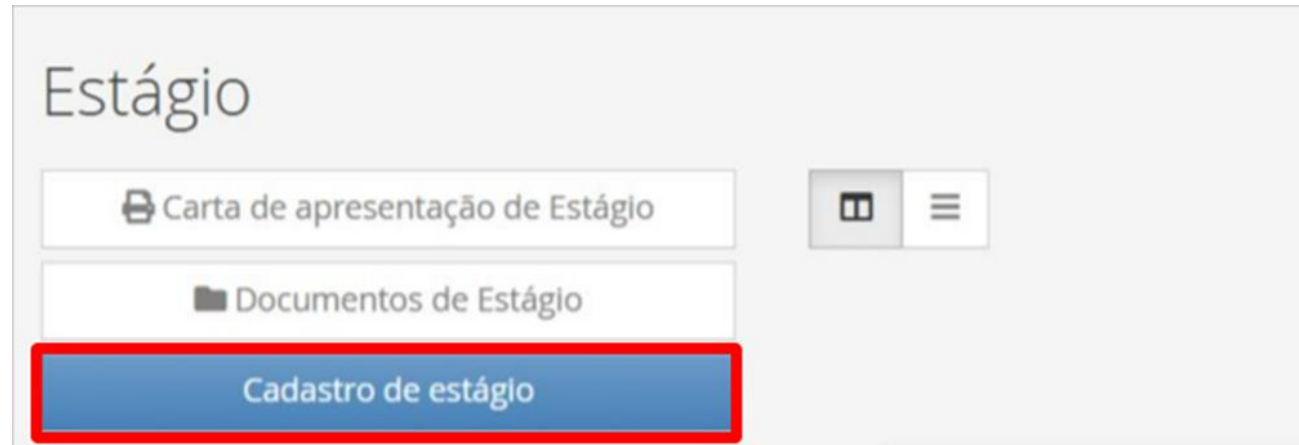 Estágio
Carta de apresentação de Estágio
Documentos de Estágio
Cadastro de estágio